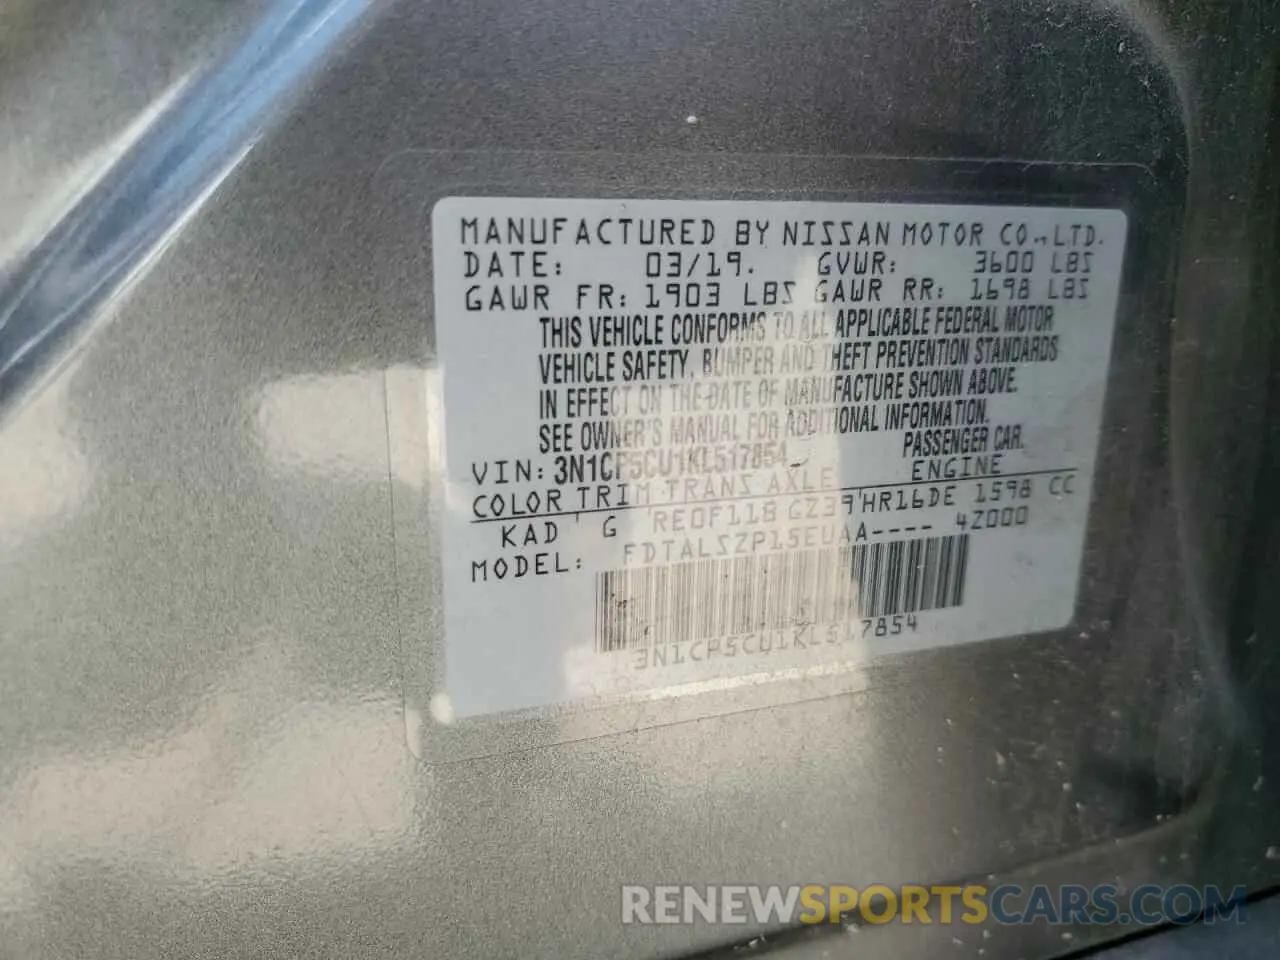 MANUFACTURED BY NISSAN MOTOR CO.,LTD.
DATE: 03/19. GVWR: 3600 LBS
GAWR FR: 1903 LBS GAWR RR: 1698 LBS
THIS VEHICLE CONFORMS TO ALL APPLICABLE FEDERAL MOTOR
VEHICLE SAFETY, BUMPER AND THEFT PREVENTION STANDARDS
IN EFFECT ON THE DATE OF MANUFACTURE SHOWN ABOVE.
SEE OWNER'S MANUAL FOR ADDITIONAL INFORMATION.
PASSENGER CAR.
VIN: 3N1CP5CU1KL517854
COLOR TRIM TRANS AXLE ENGINE
KAD G RE0F11B GZ39 HR16DE 1598 CC
MODEL: FDTALSZP15EUAA---- 4Z000
3N1CP5CU1KL517854
RENEWSPORTSCARS.COM